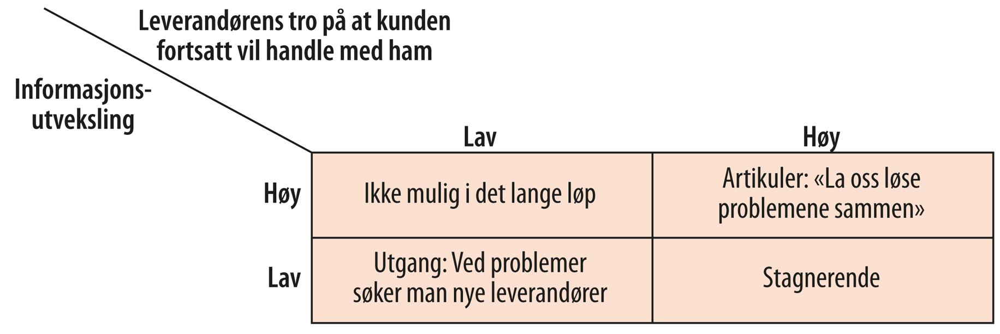 Leverandørens tro på at kunden
fortsatt vil handle med ham
Informasjons-
utveksling
Lav
Høy
Høy
Ikke mulig i det lange løp
Artikuler: «La oss løse
problemene sammen»
Lav
Utgang: Ved problemer
søker man nye leverandører
Stagnerende